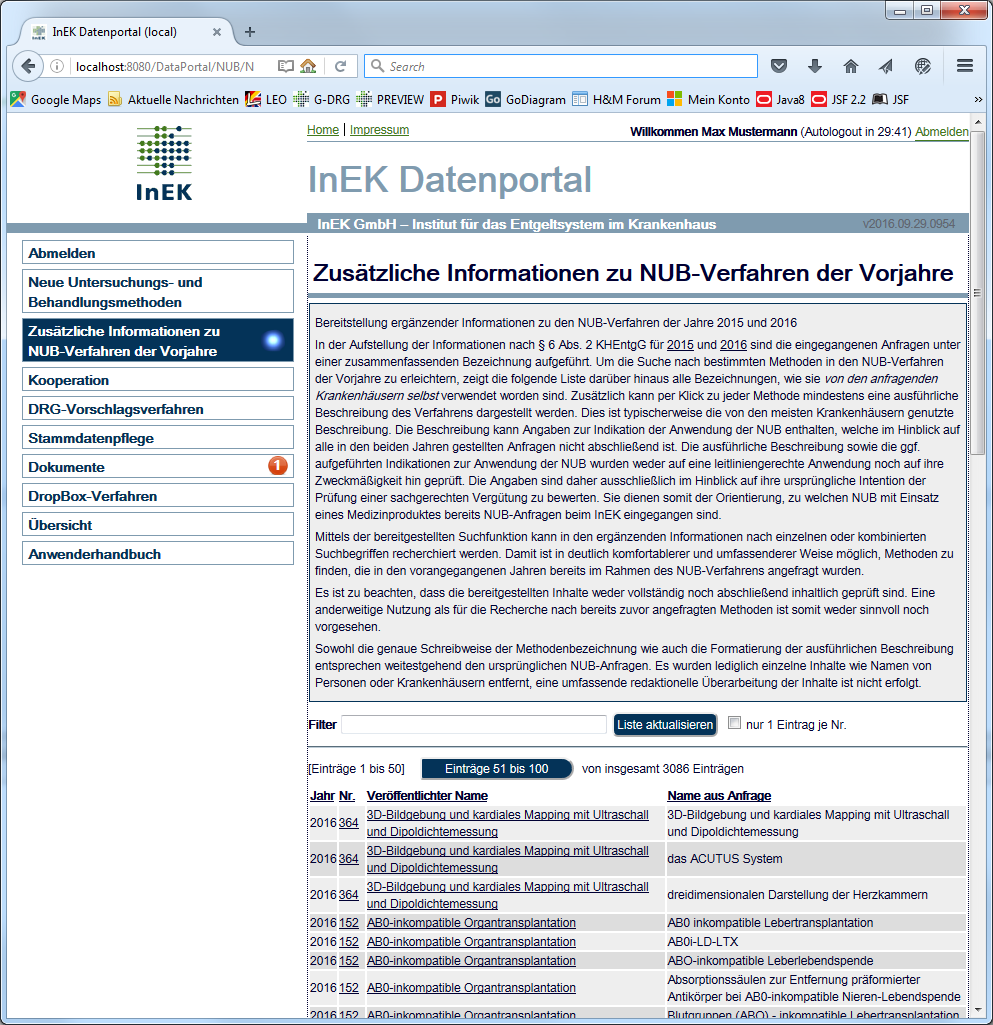 InEK Datenportal (local)
localhost:8080/DataPortal/NUB/N
Search
Google Maps Aktuelle Nachrichten LEO G-DRG PREVIEW Piwik GoDiagram H&M Forum Mein Konto Java8 JSF 2.2 JSF »
InEK
Home | Impressum
Willkommen Max Mustermann (Autologout in 29:41) Abmelden
InEK Datenportal
InEK GmbH – Institut für das Entgeltsystem im Krankenhaus
v2016.09.29.0954
Abmelden
Neue Untersuchungs- und
Behandlungsmethoden
Zusätzliche Informationen zu
NUB-Verfahren der Vorjahre
Kooperation
DRG-Vorschlagsverfahren
Stammdatenpflege
Dokumente 1
DropBox-Verfahren
Übersicht
Anwenderhandbuch
Zusätzliche Informationen zu NUB-Verfahren der Vorjahre
Bereitstellung ergänzender Informationen zu den NUB-Verfahren der Jahre 2015 und 2016
In der Aufstellung der Informationen nach § 6 Abs. 2 KHEntgG für 2015 und 2016 sind die eingegangenen Anfragen unter
einer zusammenfassenden Bezeichnung aufgeführt. Um die Suche nach bestimmten Methoden in den NUB-Verfahren
der Vorjahre zu erleichtern, zeigt die folgende Liste darüber hinaus alle Bezeichnungen, wie sie von den anfragenden
Krankenhäusern selbst verwendet worden sind. Zusätzlich kann per Klick zu jeder Methode mindestens eine ausführliche
Beschreibung des Verfahrens dargestellt werden. Dies ist typischerweise die von den meisten Krankenhäusern genutzte
Beschreibung. Die Beschreibung kann Angaben zur Indikation der Anwendung der NUB enthalten, welche im Hinblick auf
alle in den beiden Jahren gestellten Anfragen nicht abschließend ist. Die ausführliche Beschreibung sowie die ggf.
aufgeführten Indikationen zur Anwendung der NUB wurden weder auf eine leitliniengerechte Anwendung noch auf ihre
Zweckmäßigkeit hin geprüft. Die Angaben sind daher ausschließlich im Hinblick auf ihre ursprüngliche Intention der
Prüfung einer sachgerechten Vergütung zu bewerten. Sie dienen somit der Orientierung, zu welchen NUB mit Einsatz
eines Medizinproduktes bereits NUB-Anfragen beim InEK eingegangen sind.
Mittels der bereitgestellten Suchfunktion kann in den ergänzenden Informationen nach einzelnen oder kombinierten
Suchbegriffen recherchiert werden. Damit ist in deutlich komfortablerer und umfassenderer Weise möglich, Methoden zu
finden, die in den vorangegangenen Jahren bereits im Rahmen des NUB-Verfahrens angefragt wurden.
Es ist zu beachten, dass die bereitgestellten Inhalte weder vollständig noch abschließend inhaltlich geprüft sind. Eine
anderweitige Nutzung als für die Recherche nach bereits zuvor angefragten Methoden ist somit weder sinnvoll noch
vorgesehen.
Sowohl die genaue Schreibweise der Methodenbezeichnung wie auch die Formatierung der ausführlichen Beschreibung
entsprechen weitestgehend den ursprünglichen NUB-Anfragen. Es wurden lediglich einzelne Inhalte wie Namen von
Personen oder Krankenhäusern entfernt, eine umfassende redaktionelle Überarbeitung der Inhalte ist nicht erfolgt.
Filter Liste aktualisieren nur 1 Eintrag je Nr.
[Einträge 1 bis 50] Einträge 51 bis 100 von insgesamt 3086 Einträgen
Jahr Nr. Veröffentlichter Name Name aus Anfrage
2016 364 3D-Bildgebung und kardiales Mapping mit Ultraschall 3D-Bildgebung und kardiales Mapping mit Ultraschall
und Dipoldichtemessung und Dipoldichtemessung
2016 364 3D-Bildgebung und kardiales Mapping mit Ultraschall das ACUTUS System
und Dipoldichtemessung
2016 364 3D-Bildgebung und kardiales Mapping mit Ultraschall dreidimensionalen Darstellung der Herzkammern
und Dipoldichtemessung
2016 152 AB0-inkompatible Organtransplantation AB0 inkompatible Lebertransplantation
2016 152 AB0-inkompatible Organtransplantation AB0i-LD-LTX
2016 152 AB0-inkompatible Organtransplantation ABO-inkompatible Leberlebendspende
2016 152 AB0-inkompatible Organtransplantation Absorptionssäulen zur Entfernung präformierter
Antikörper bei AB0-inkompatible Nieren-Lebendspende
2016 152 AB0-inkompatible Organtransplantation Blutgruppen (ABO) - inkompatible Lebertransplantation